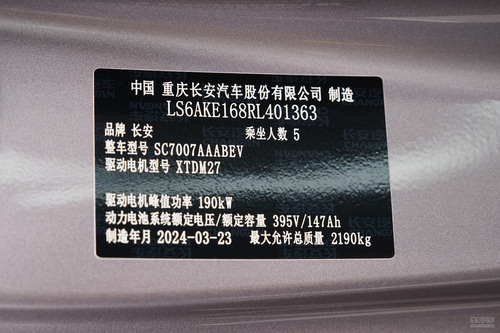 中国 重庆长安汽车股份有限公司 制造
LS6AKE168RL401363
品牌 长安 乘坐人数 5
整车型号 SC7007AAABEV
驱动电机型号 XTDM27
驱动电机峰值功率 190kW
动力电池系统额定电压/额定容量 395V/147Ah
制造年月 2024-03-23 最大允许总质量 2190kg